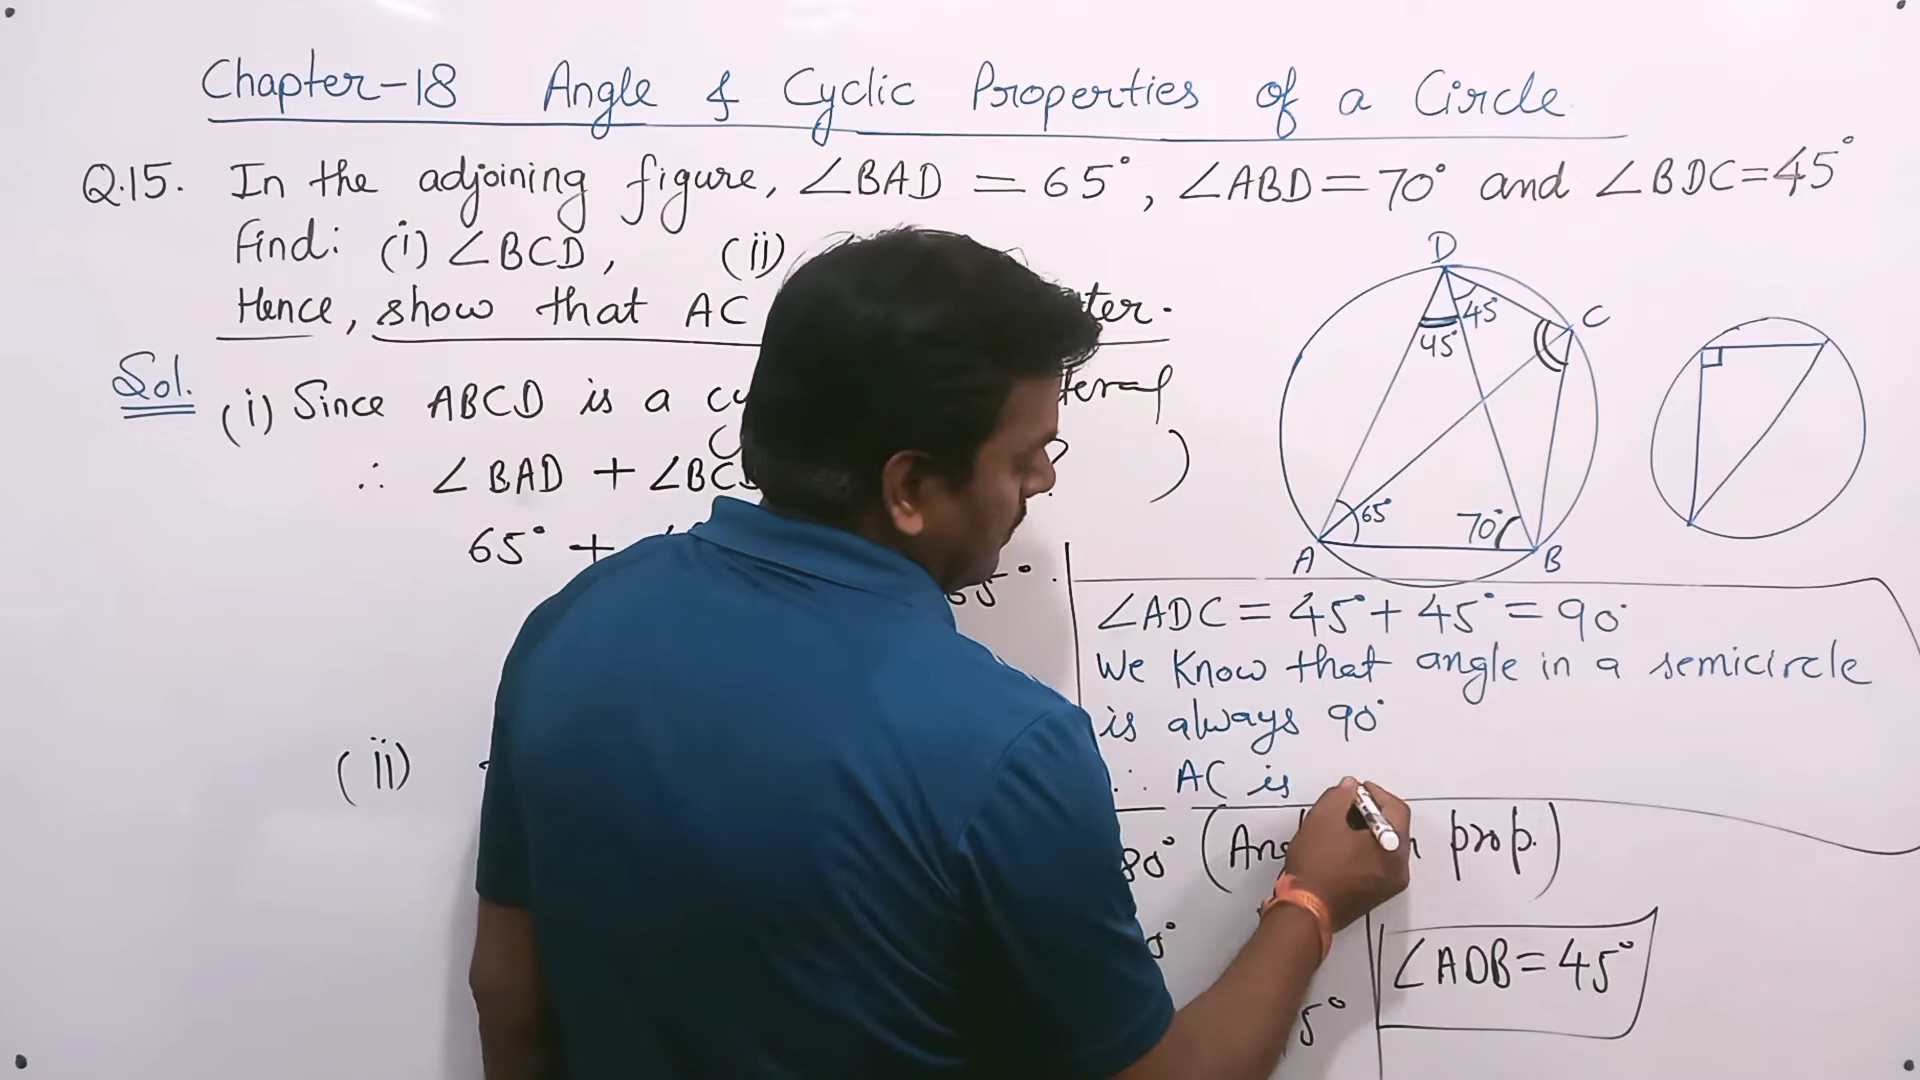 Chapter-18 Angle & Cyclic Properties of a Circle
Q.15. In the adjoining figure, ∠BAD = 65°, ∠ABD = 70° and ∠BDC = 45°
Find: (i) ∠BCD, (ii)
Hence, show that AC
Sol.
(i) Since ABCD is a
∴ ∠BAD + ∠BCD
65° +
(ii)
D
45°
45°
C
65°
70°
A
B
∠ADC = 45° + 45° = 90°
We Know that angle in a semicircle
is always 90°
∴ AC is
prop.)
∠ADB = 45°